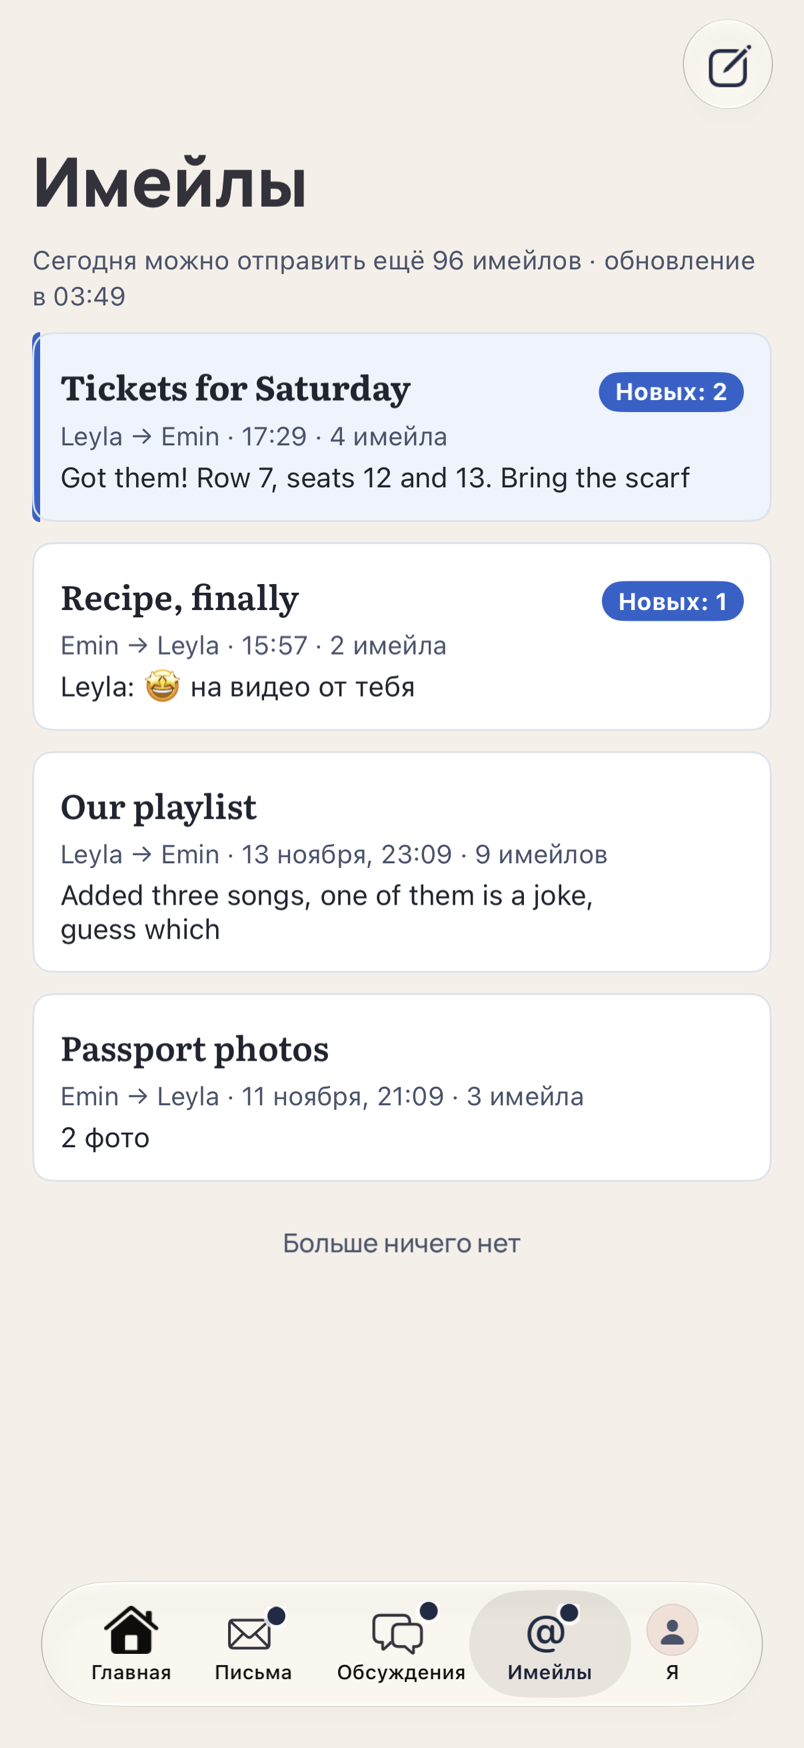 Имейлы
Сегодня можно отправить ещё 96 имейлов · обновление
в 03:49
Tickets for Saturday
Новых: 2
Leyla → Emin · 17:29 · 4 имейла
Got them! Row 7, seats 12 and 13. Bring the scarf
Recipe, finally
Новых: 1
Emin → Leyla · 15:57 · 2 имейла
Leyla: 🤩 на видео от тебя
Our playlist
Leyla → Emin · 13 ноября, 23:09 · 9 имейлов
Added three songs, one of them is a joke,
guess which
Passport photos
Emin → Leyla · 11 ноября, 21:09 · 3 имейла
2 фото
Больше ничего нет
Главная
Письма
Обсуждения
Имейлы
Я